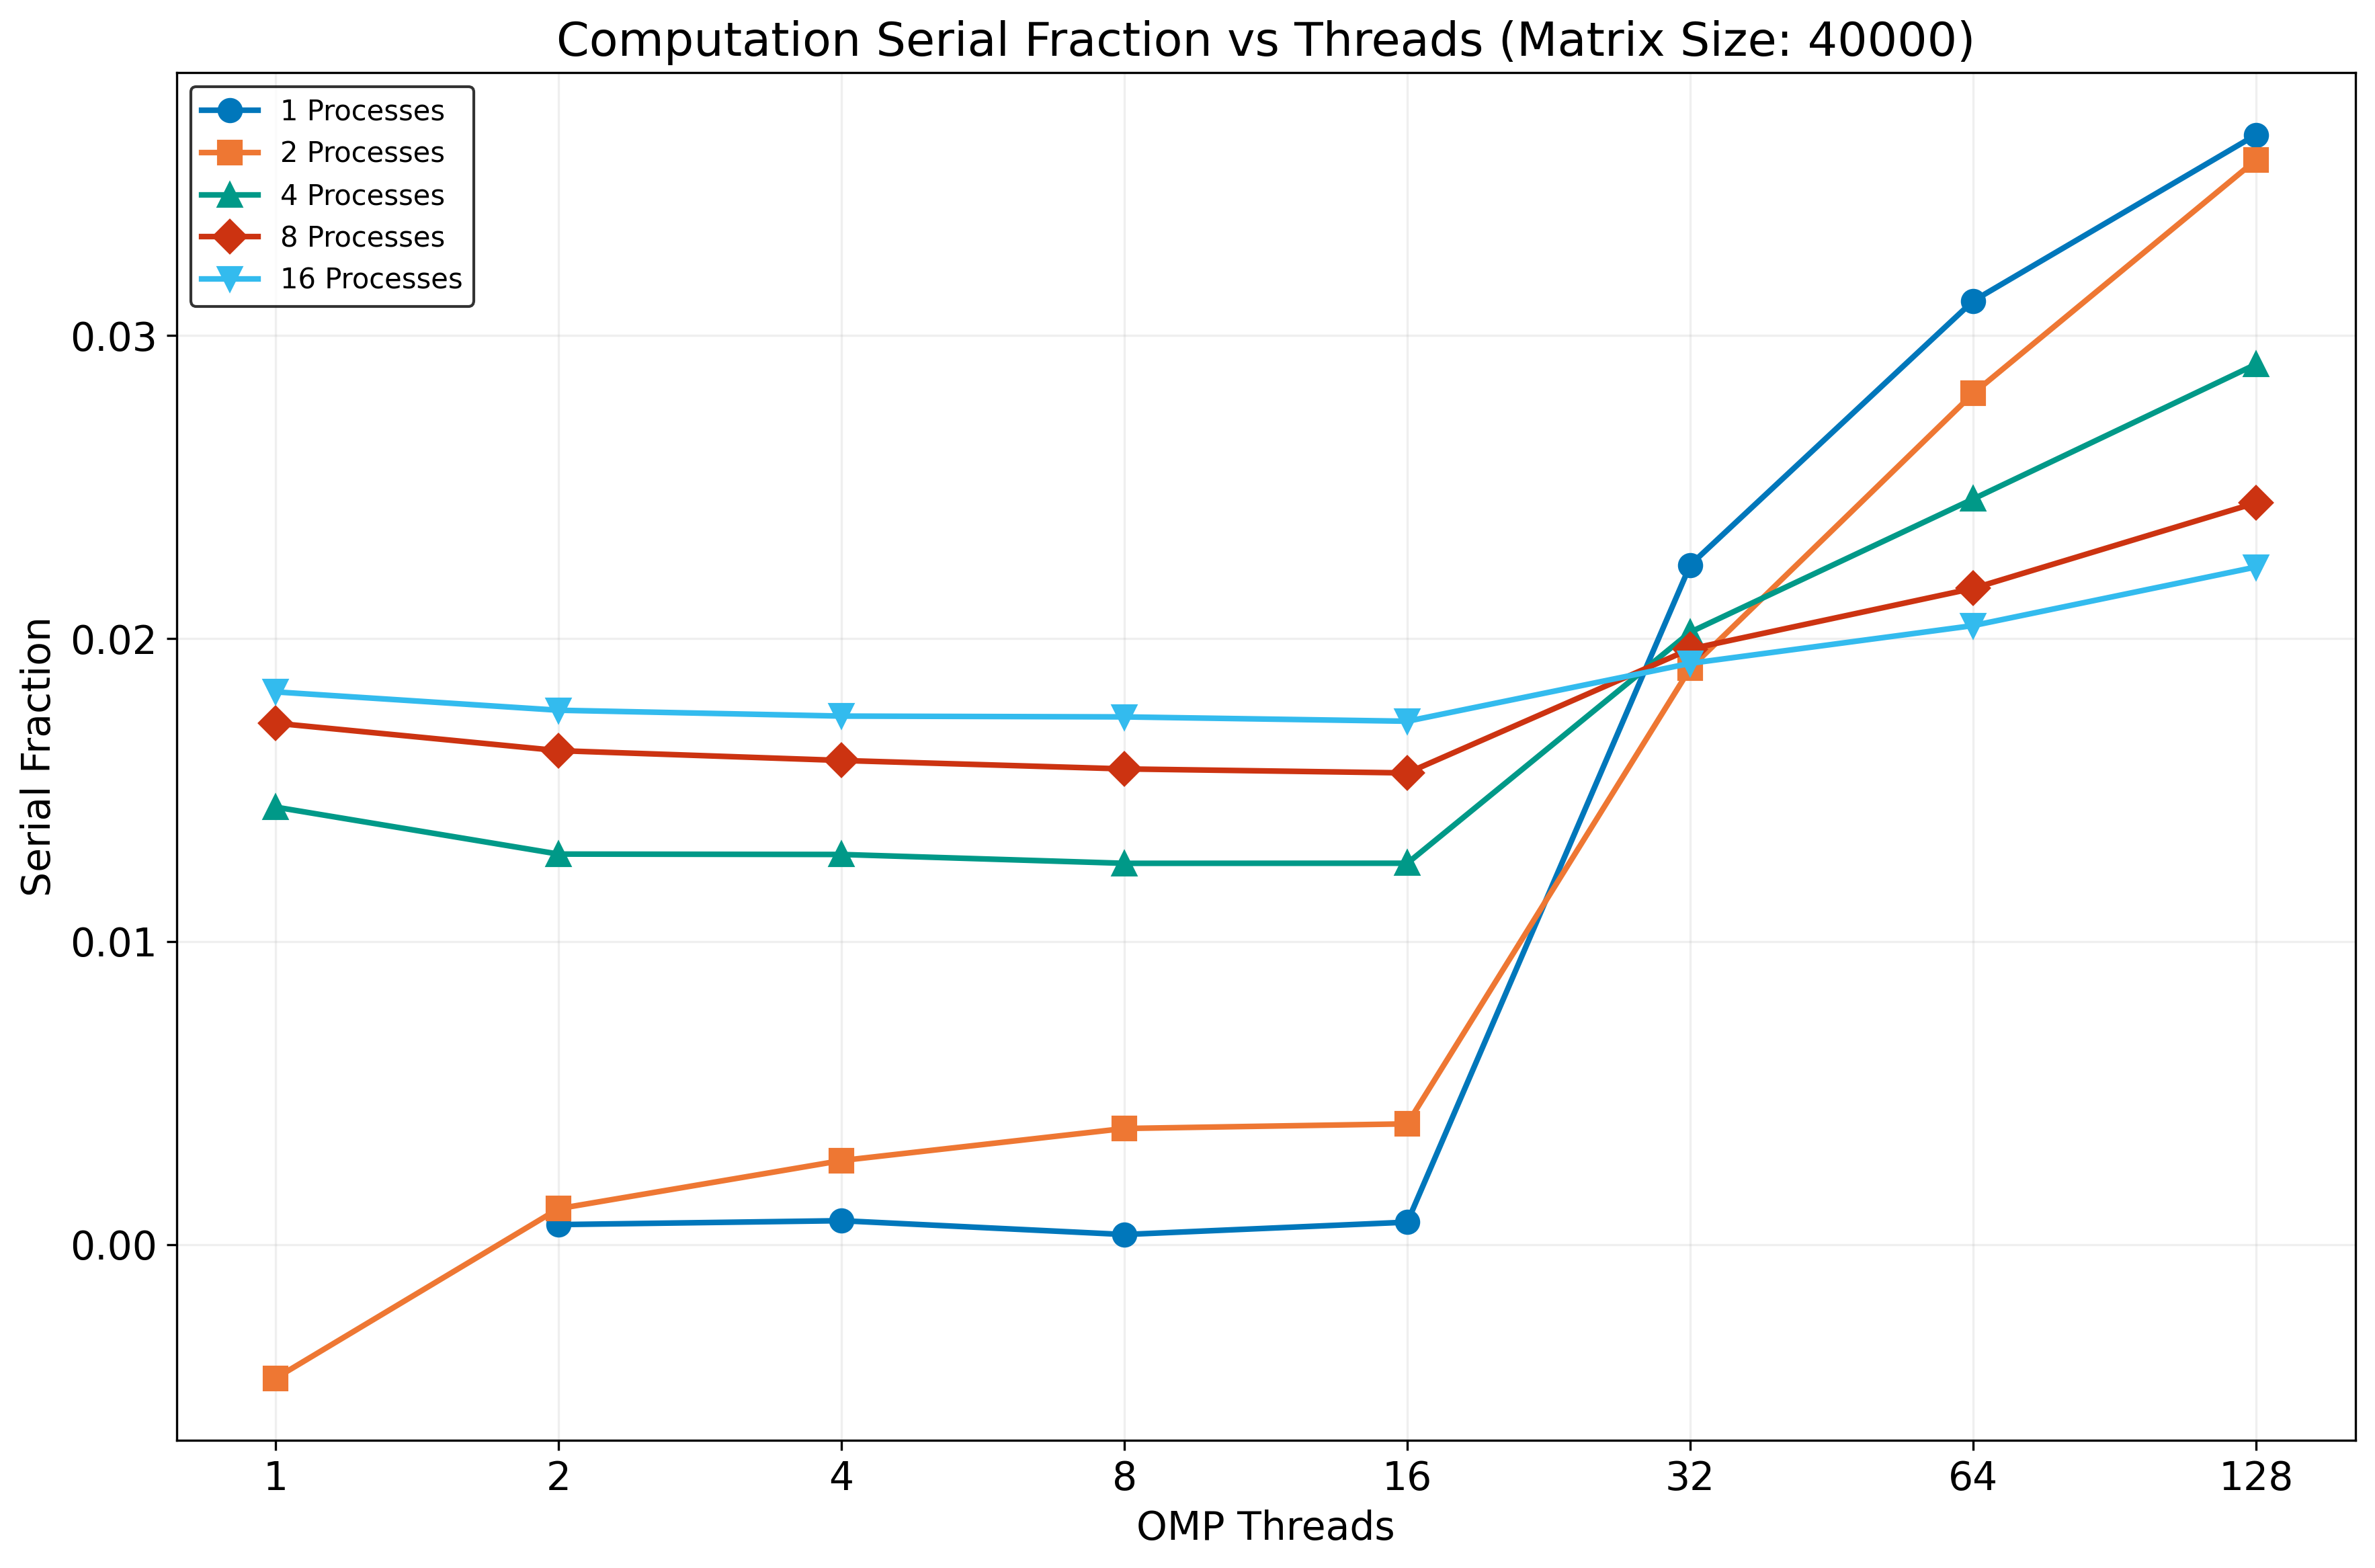 Computation Serial Fraction vs Threads (Matrix Size: 40000)
1 Processes
2 Processes
4 Processes
8 Processes
16 Processes
Serial Fraction
0.03
0.02
0.01
0.00
1 2 4 8 16 32 64 128
OMP Threads